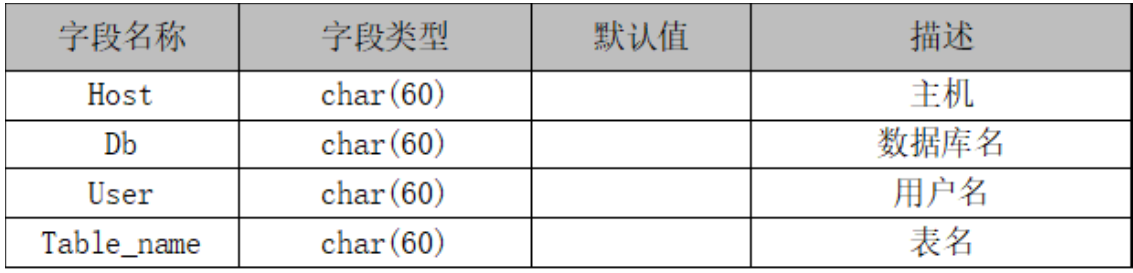 字段名称 字段类型 默认值 描述
Host char(60) 主机
Db char(60) 数据库名
User char(60) 用户名
Table_name char(60) 表名